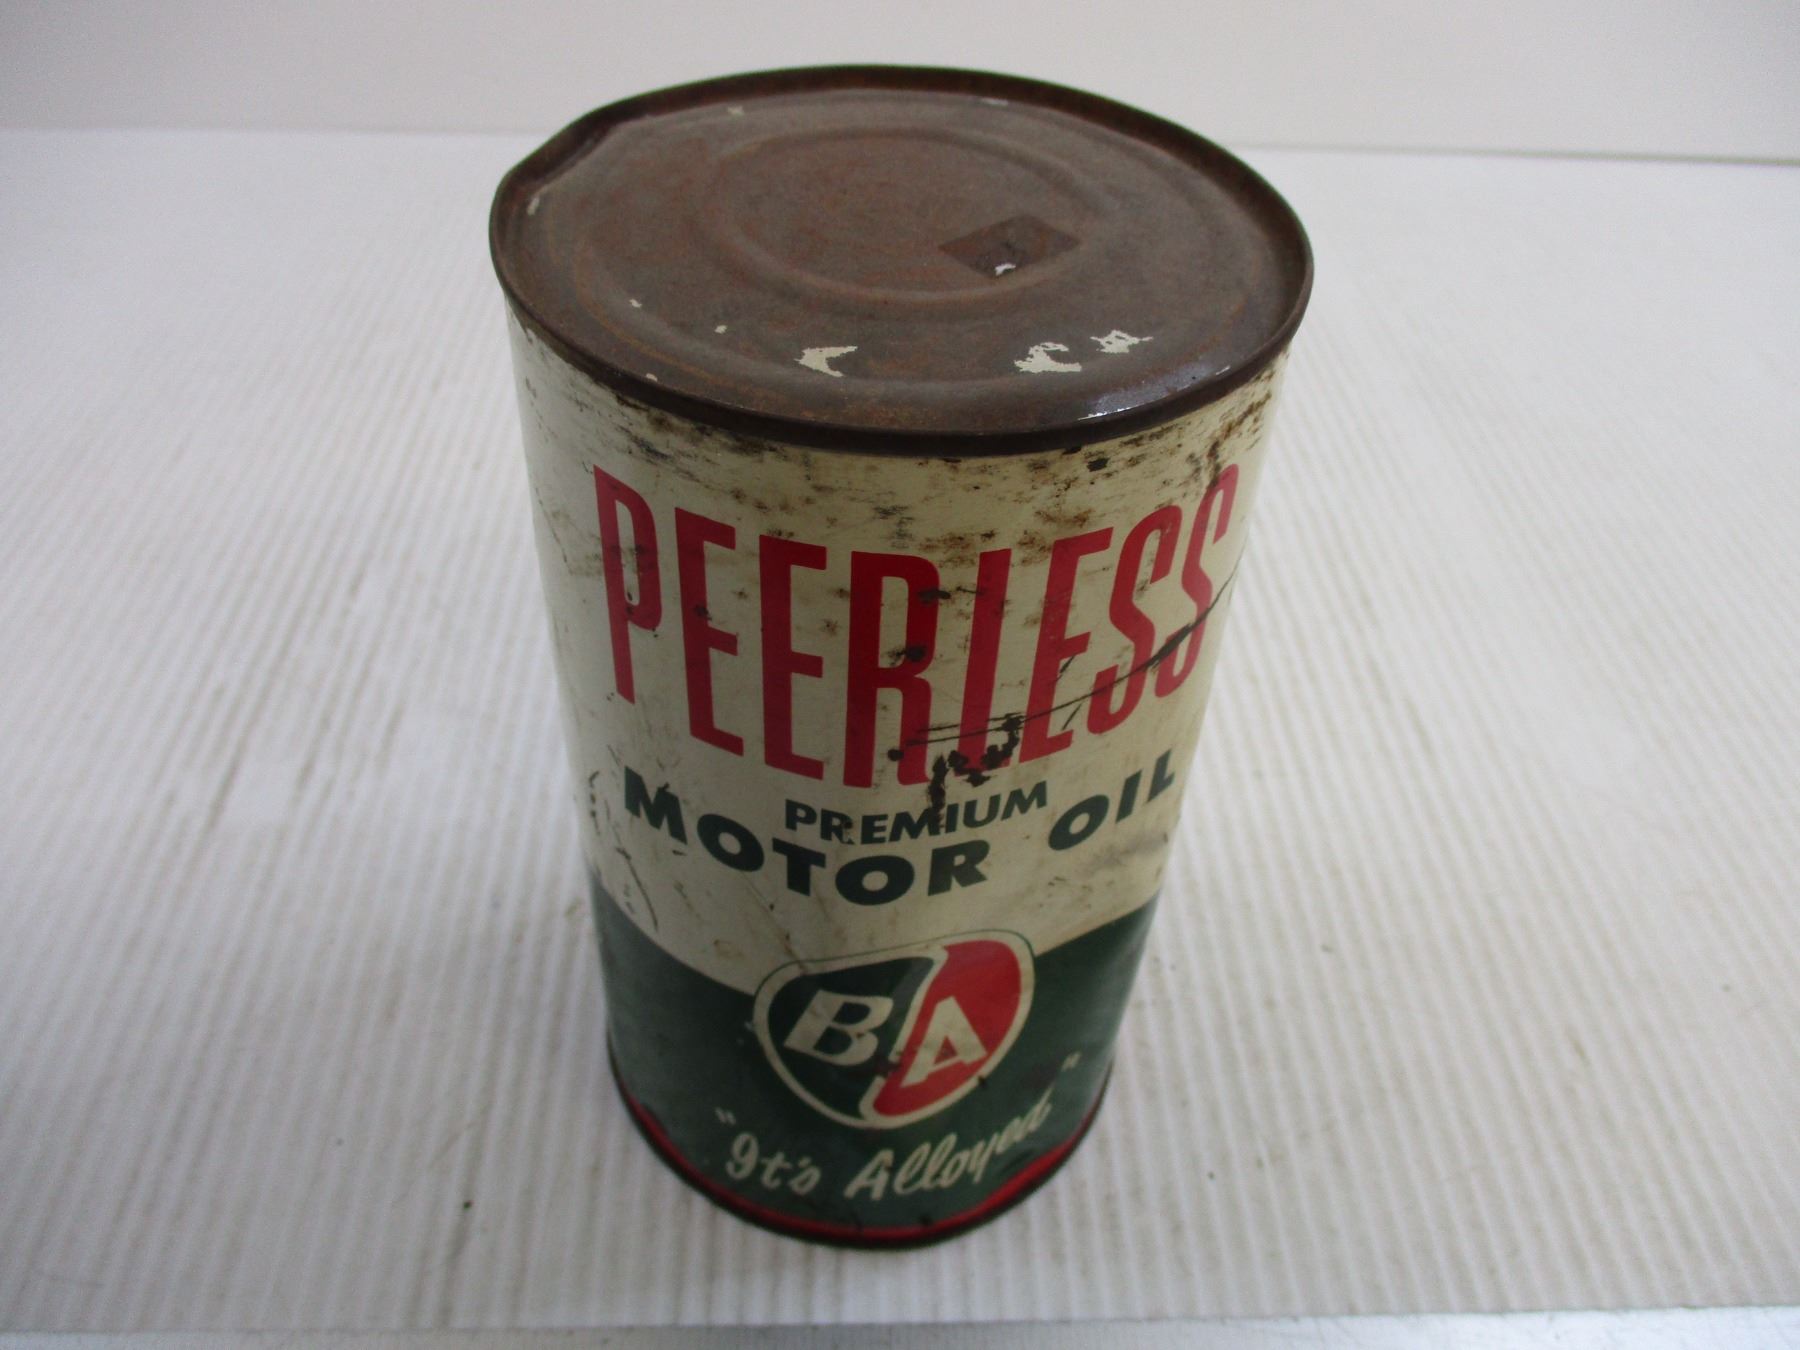 PEERLESS
PREMIUM
MOTOR OIL
BA
"It's Alloyed"